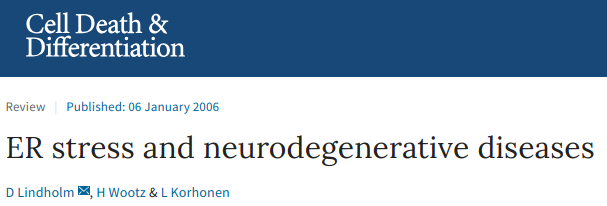 Cell Death &
Differentiation
Review | Published: 06 January 2006
ER stress and neurodegenerative diseases
D Lindholm, H Wootz & L Korhonen